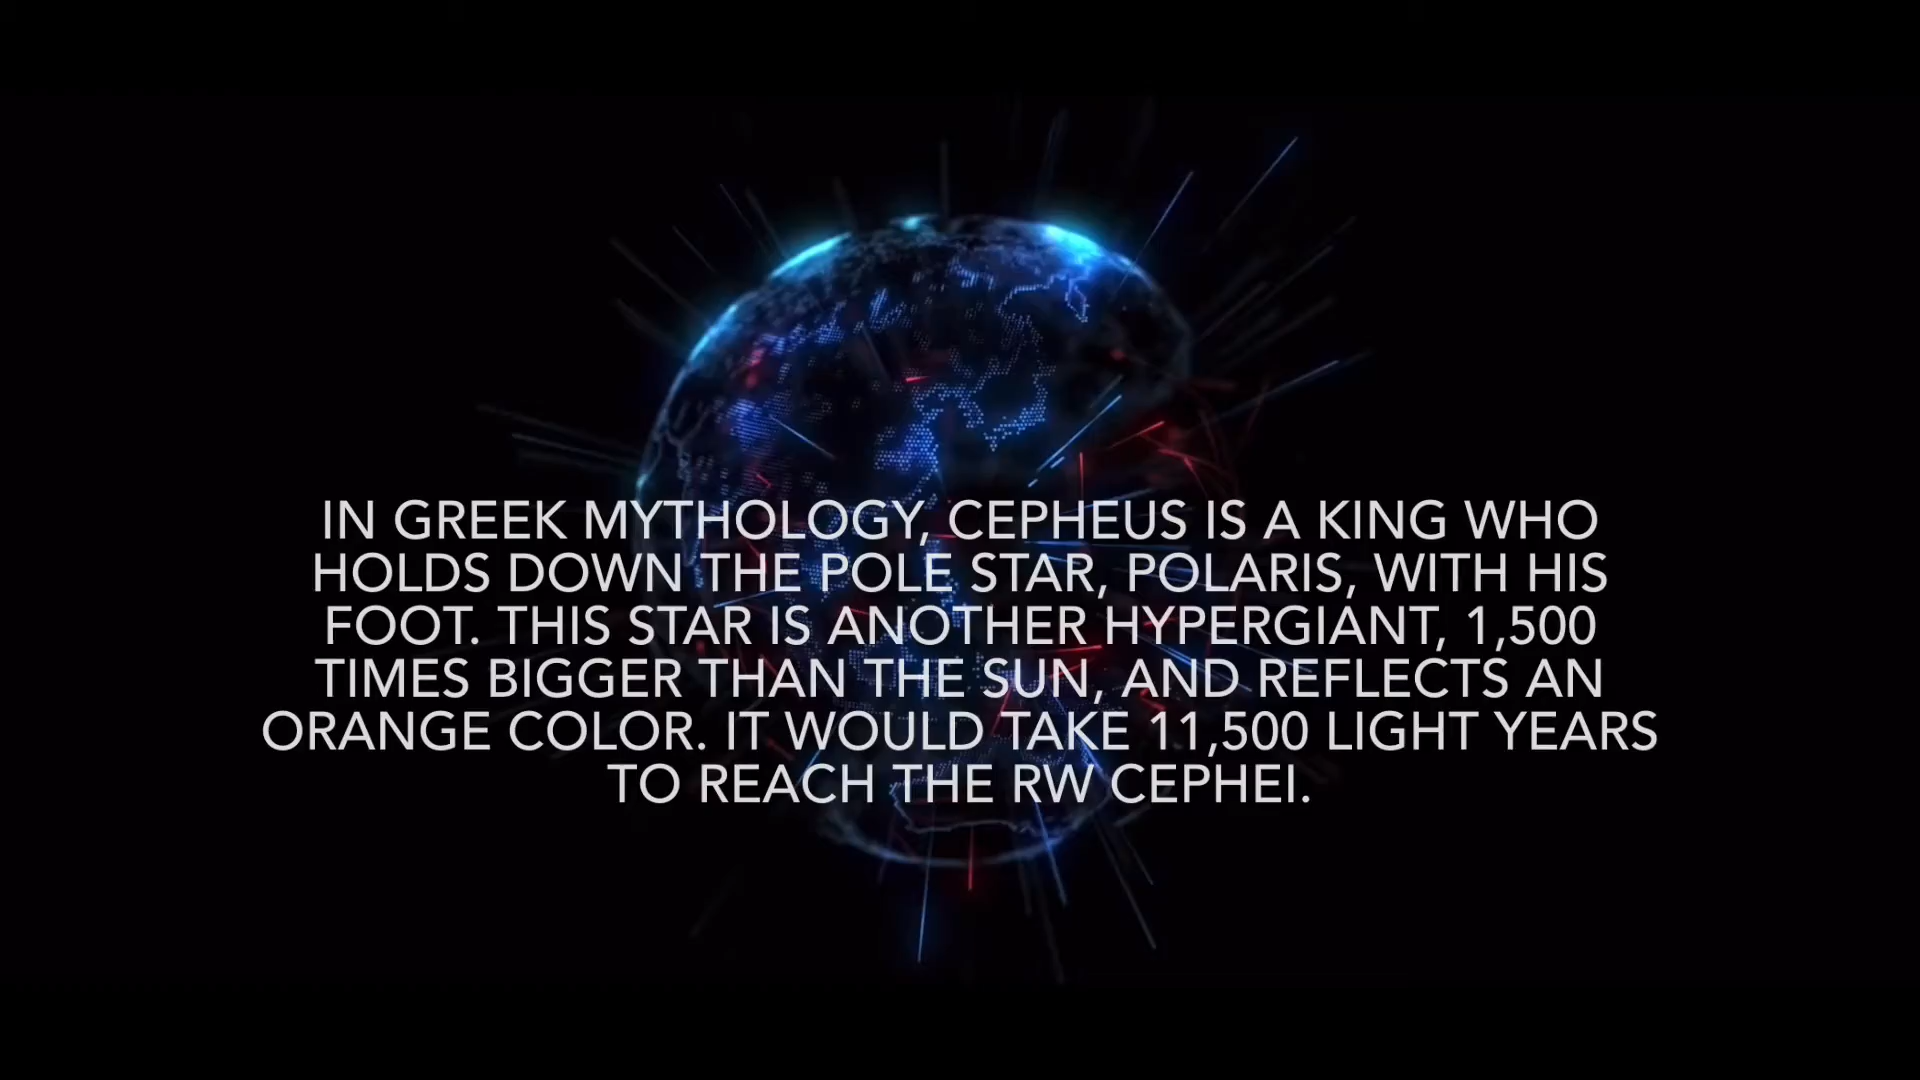 IN GREEK MYTHOLOGY, CEPHEUS IS A KING WHO
HOLDS DOWN THE POLE STAR, POLARIS, WITH HIS
FOOT. THIS STAR IS ANOTHER HYPERGIANT, 1,500
TIMES BIGGER THAN THE SUN, AND REFLECTS AN
ORANGE COLOR. IT WOULD TAKE 11,500 LIGHT YEARS
TO REACH THE RW CEPHEI.